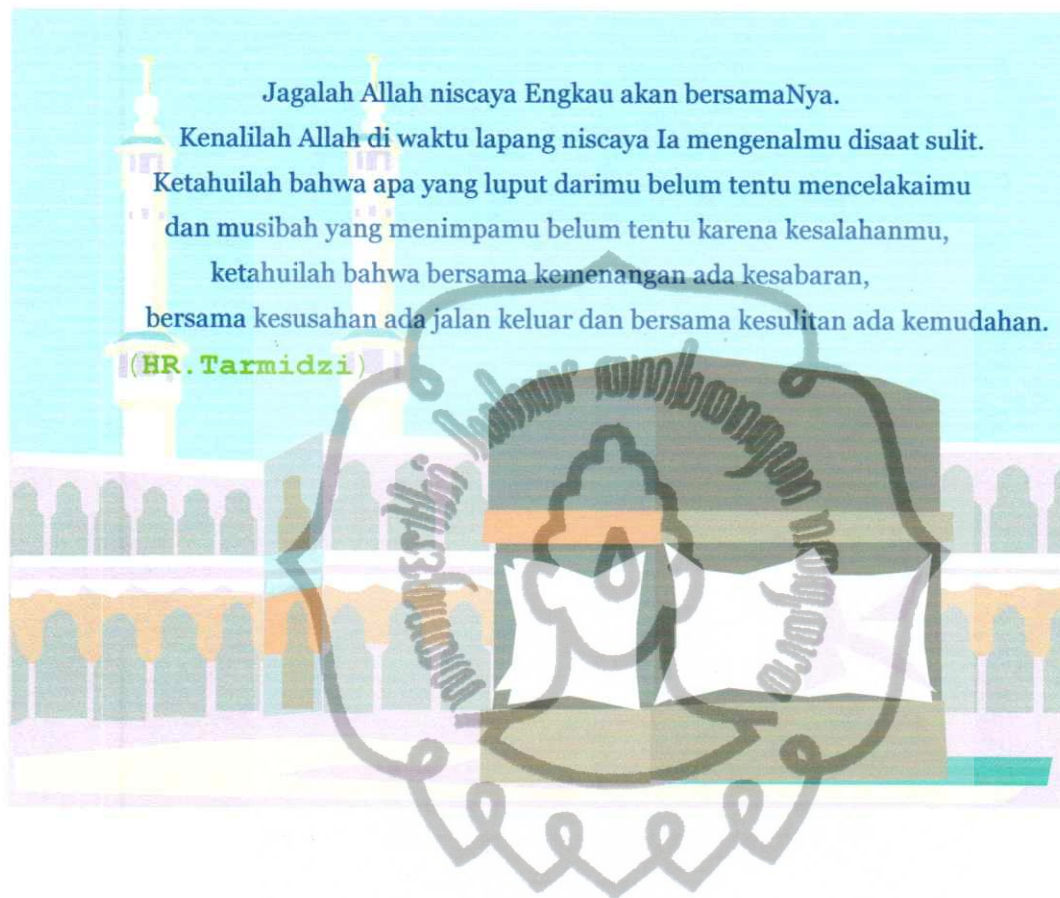 Jagalah Allah niscaya Engkau akan bersamaNya.
Kenalilah Allah di waktu lapang niscaya Ia mengenalmu disaat sulit.
Ketahuilah bahwa apa yang luput darimu belum tentu mencelakaimu
dan musibah yang menimpamu belum tentu karena kesalahanmu,
ketahuilah bahwa bersama kemenangan ada kesabaran,
bersama kesusahan ada jalan keluar dan bersama kesulitan ada kemudahan.
(HR.Tarmidzi)